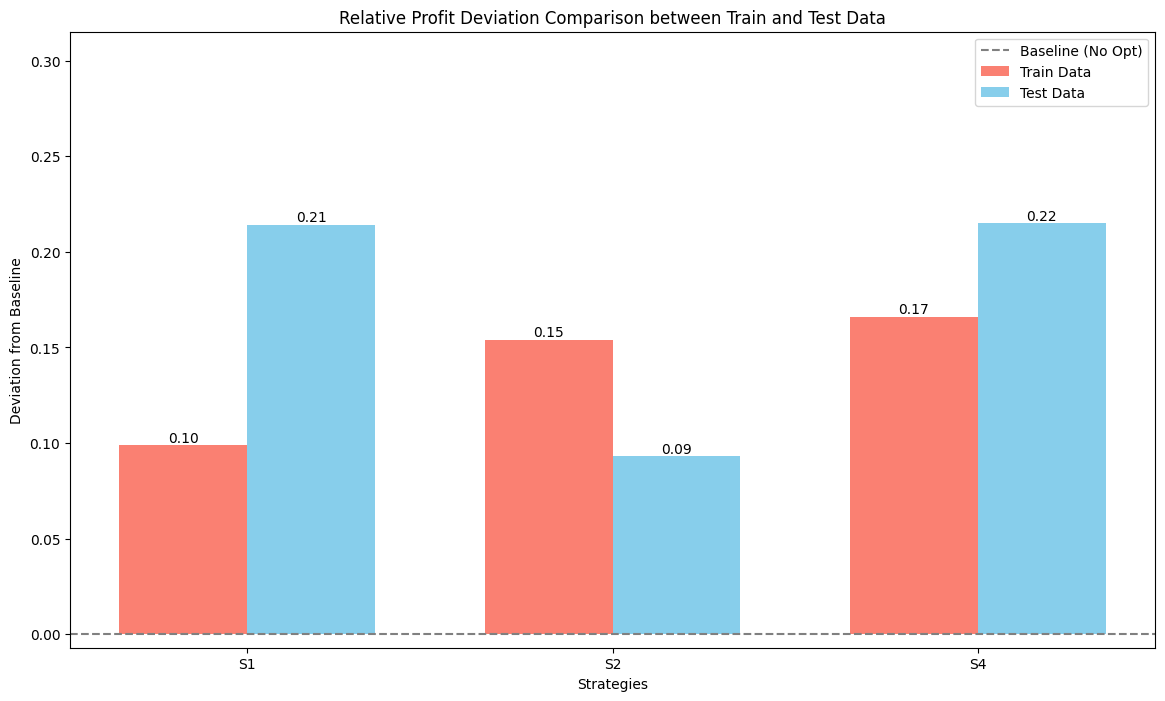 Relative Profit Deviation Comparison between Train and Test Data
Baseline (No Opt)
Train Data
Test Data
Deviation from Baseline
0.30
0.25
0.20
0.15
0.10
0.05
0.00
0.10
0.21
0.15
0.09
0.17
0.22
S1
S2
S4
Strategies